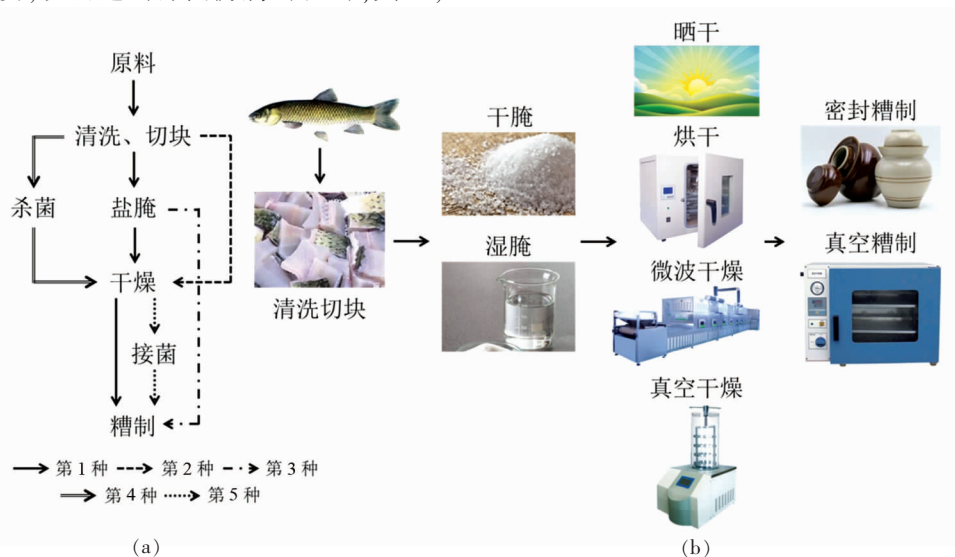 原料
清洗、切块
杀菌
盐腌
干燥
接菌
糟制
第1种
第2种
第3种
第4种
第5种
(a)
清洗切块
干腌
湿腌
晒干
烘干
微波干燥
真空干燥
密封糟制
真空糟制
(b)